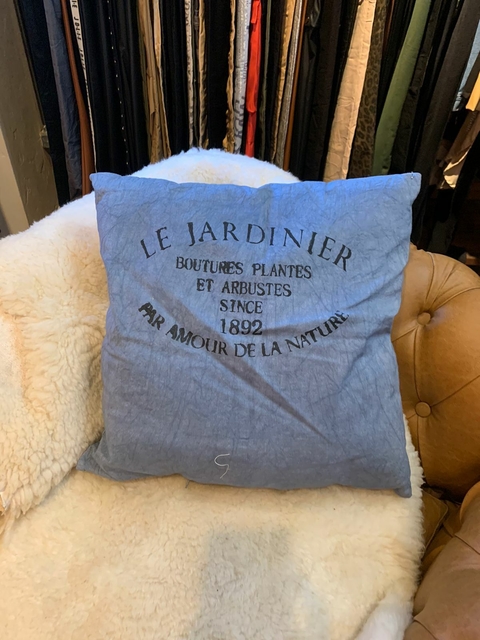 LE JARDINIER
BOUTURES PLANTES
ET ARBUSTES
SINCE
1892
PAR AMOUR DE LA NATURE